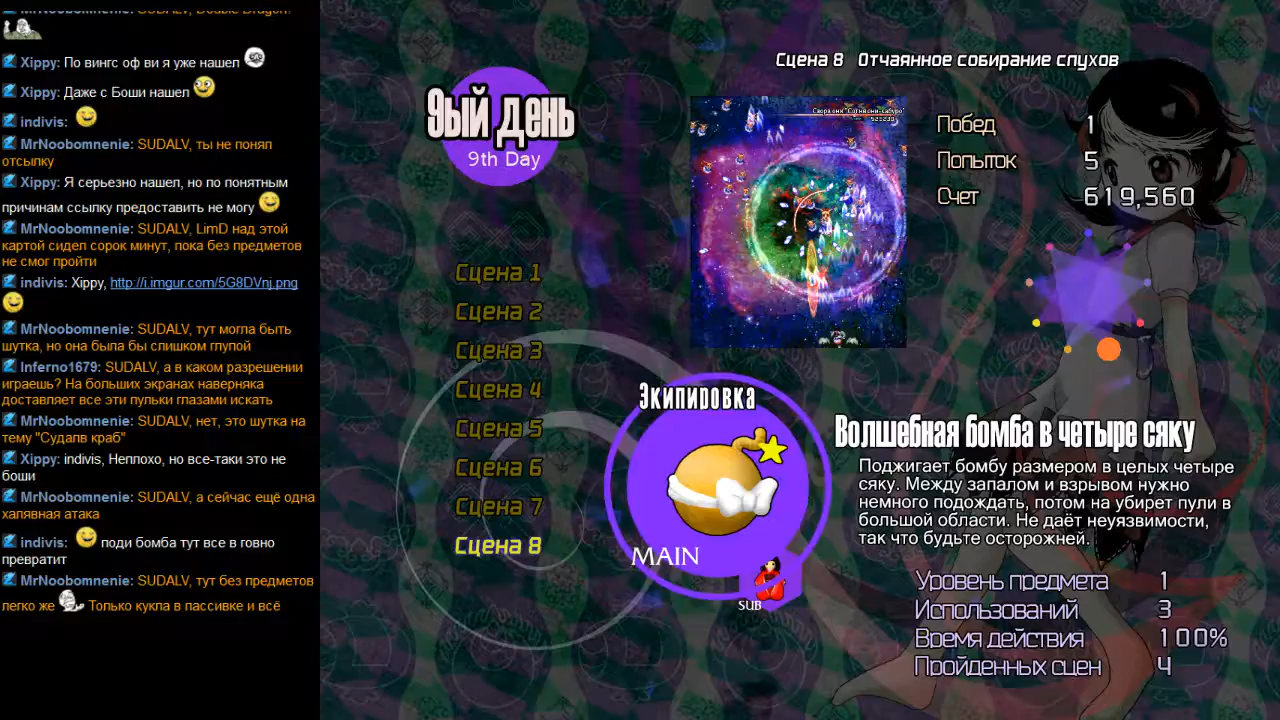 MrNoobomnenie: SUDALV, Double Dragon!
Xippy: По вингс оф ви я уже нашел
Xippy: Даже с Боши нашел
indivis:
MrNoobomnenie: SUDALV, ты не понял
отсылку
Xippy: Я серьезно нашел, но по понятным
причинам ссылку предоставить не могу
MrNoobomnenie: SUDALV, LimD над этой
картой сидел сорок минут, пока без предметов
не смог пройти
indivis: Xippy, http://i.imgur.com/5G8DVnj.png
MrNoobomnenie: SUDALV, тут могла быть
шутка, но она была бы слишком глупой
Inferno1679: SUDALV, а в каком разрешении
играешь? На больших экранах наверняка
доставляет все эти пульки глазами искать
MrNoobomnenie: SUDALV, нет, это шутка на
тему "Судалв краб"
Xippy: indivis, Неплохо, но все-таки это не
боши
MrNoobomnenie: SUDALV, а сейчас ещё одна
халявная атака
indivis: поди бомба тут все в говно
превратит
MrNoobomnenie: SUDALV, тут без предметов
легко же Только кукла в пассивке и всё
9ый день
9th Day
Сцена 1
Сцена 2
Сцена 3
Сцена 4
Сцена 5
Сцена 6
Сцена 7
Сцена 8
Сцена 8 Отчаянное собирание слухов
Побед 1
Попыток 5
Счет 619,560
Экипировка
MAIN
SUB
Волшебная бомба в четыре сяку
Поджигает бомбу размером в целых четыре
сяку. Между запалом и взрывом нужно
немного подождать, потом на убирет пули в
большой области. Не даёт неуязвимости,
так что будьте осторожней.
Уровень предмета 1
Использований 3
Время действия 100%
Пройденных сцен 4